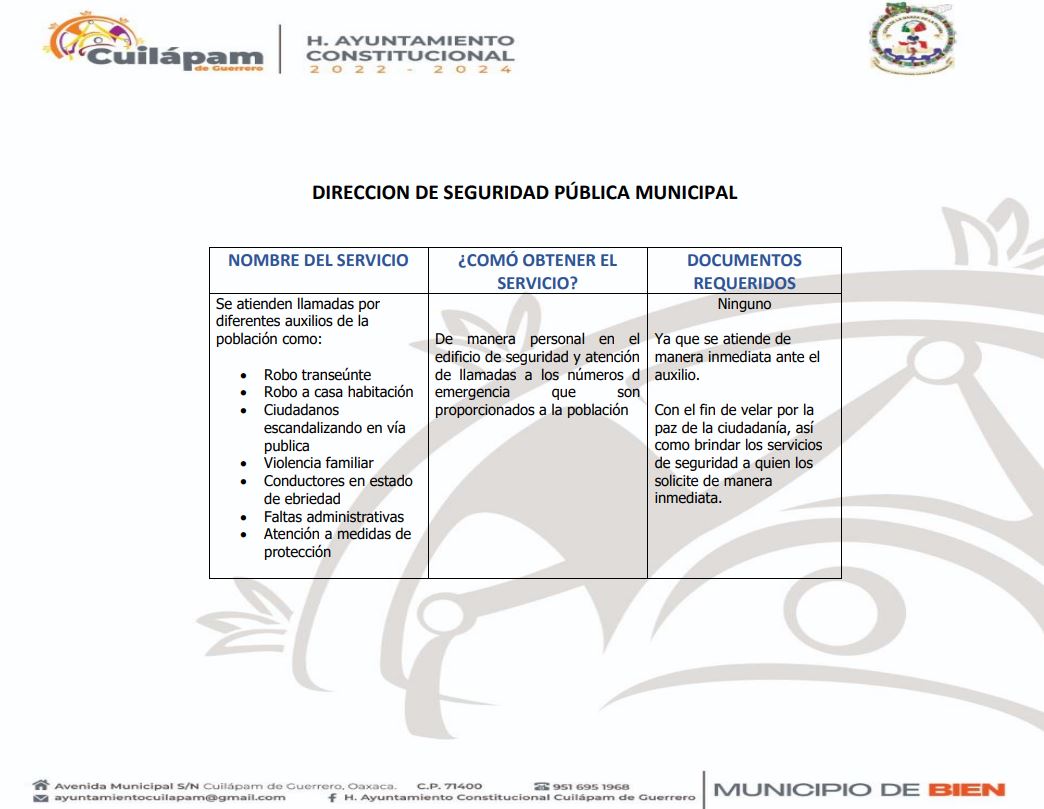 Cuilápam
de Guerrero
H. AYUNTAMIENTO
CONSTITUCIONAL
2022 - 2024
DIRECCION DE SEGURIDAD PÚBLICA MUNICIPAL
NOMBRE DEL SERVICIO
¿COMÓ OBTENER EL
SERVICIO?
DOCUMENTOS
REQUERIDOS
Se atienden llamadas por
diferentes auxilios de la
población como:
• Robo transeúnte
• Robo a casa habitación
• Ciudadanos
escandalizando en vía
publica
• Violencia familiar
• Conductores en estado
de ebriedad
• Faltas administrativas
• Atención a medidas de
protección
De manera personal en el
edificio de seguridad y atención
de llamadas a los números d
emergencia que son
proporcionados a la población
Ninguno
Ya que se atiende de
manera inmediata ante el
auxilio.
Con el fin de velar por la
paz de la ciudadanía, así
como brindar los servicios
de seguridad a quien los
solicite de manera
inmediata.
Avenida Municipal S/N Cuilápam de Guerrero, Oaxaca. C.P. 71400 951 695 1968
ayuntamientocuilapam@gmail.com H. Ayuntamiento Constitucional Cuilápam de Guerrero
MUNICIPIO DE BIEN